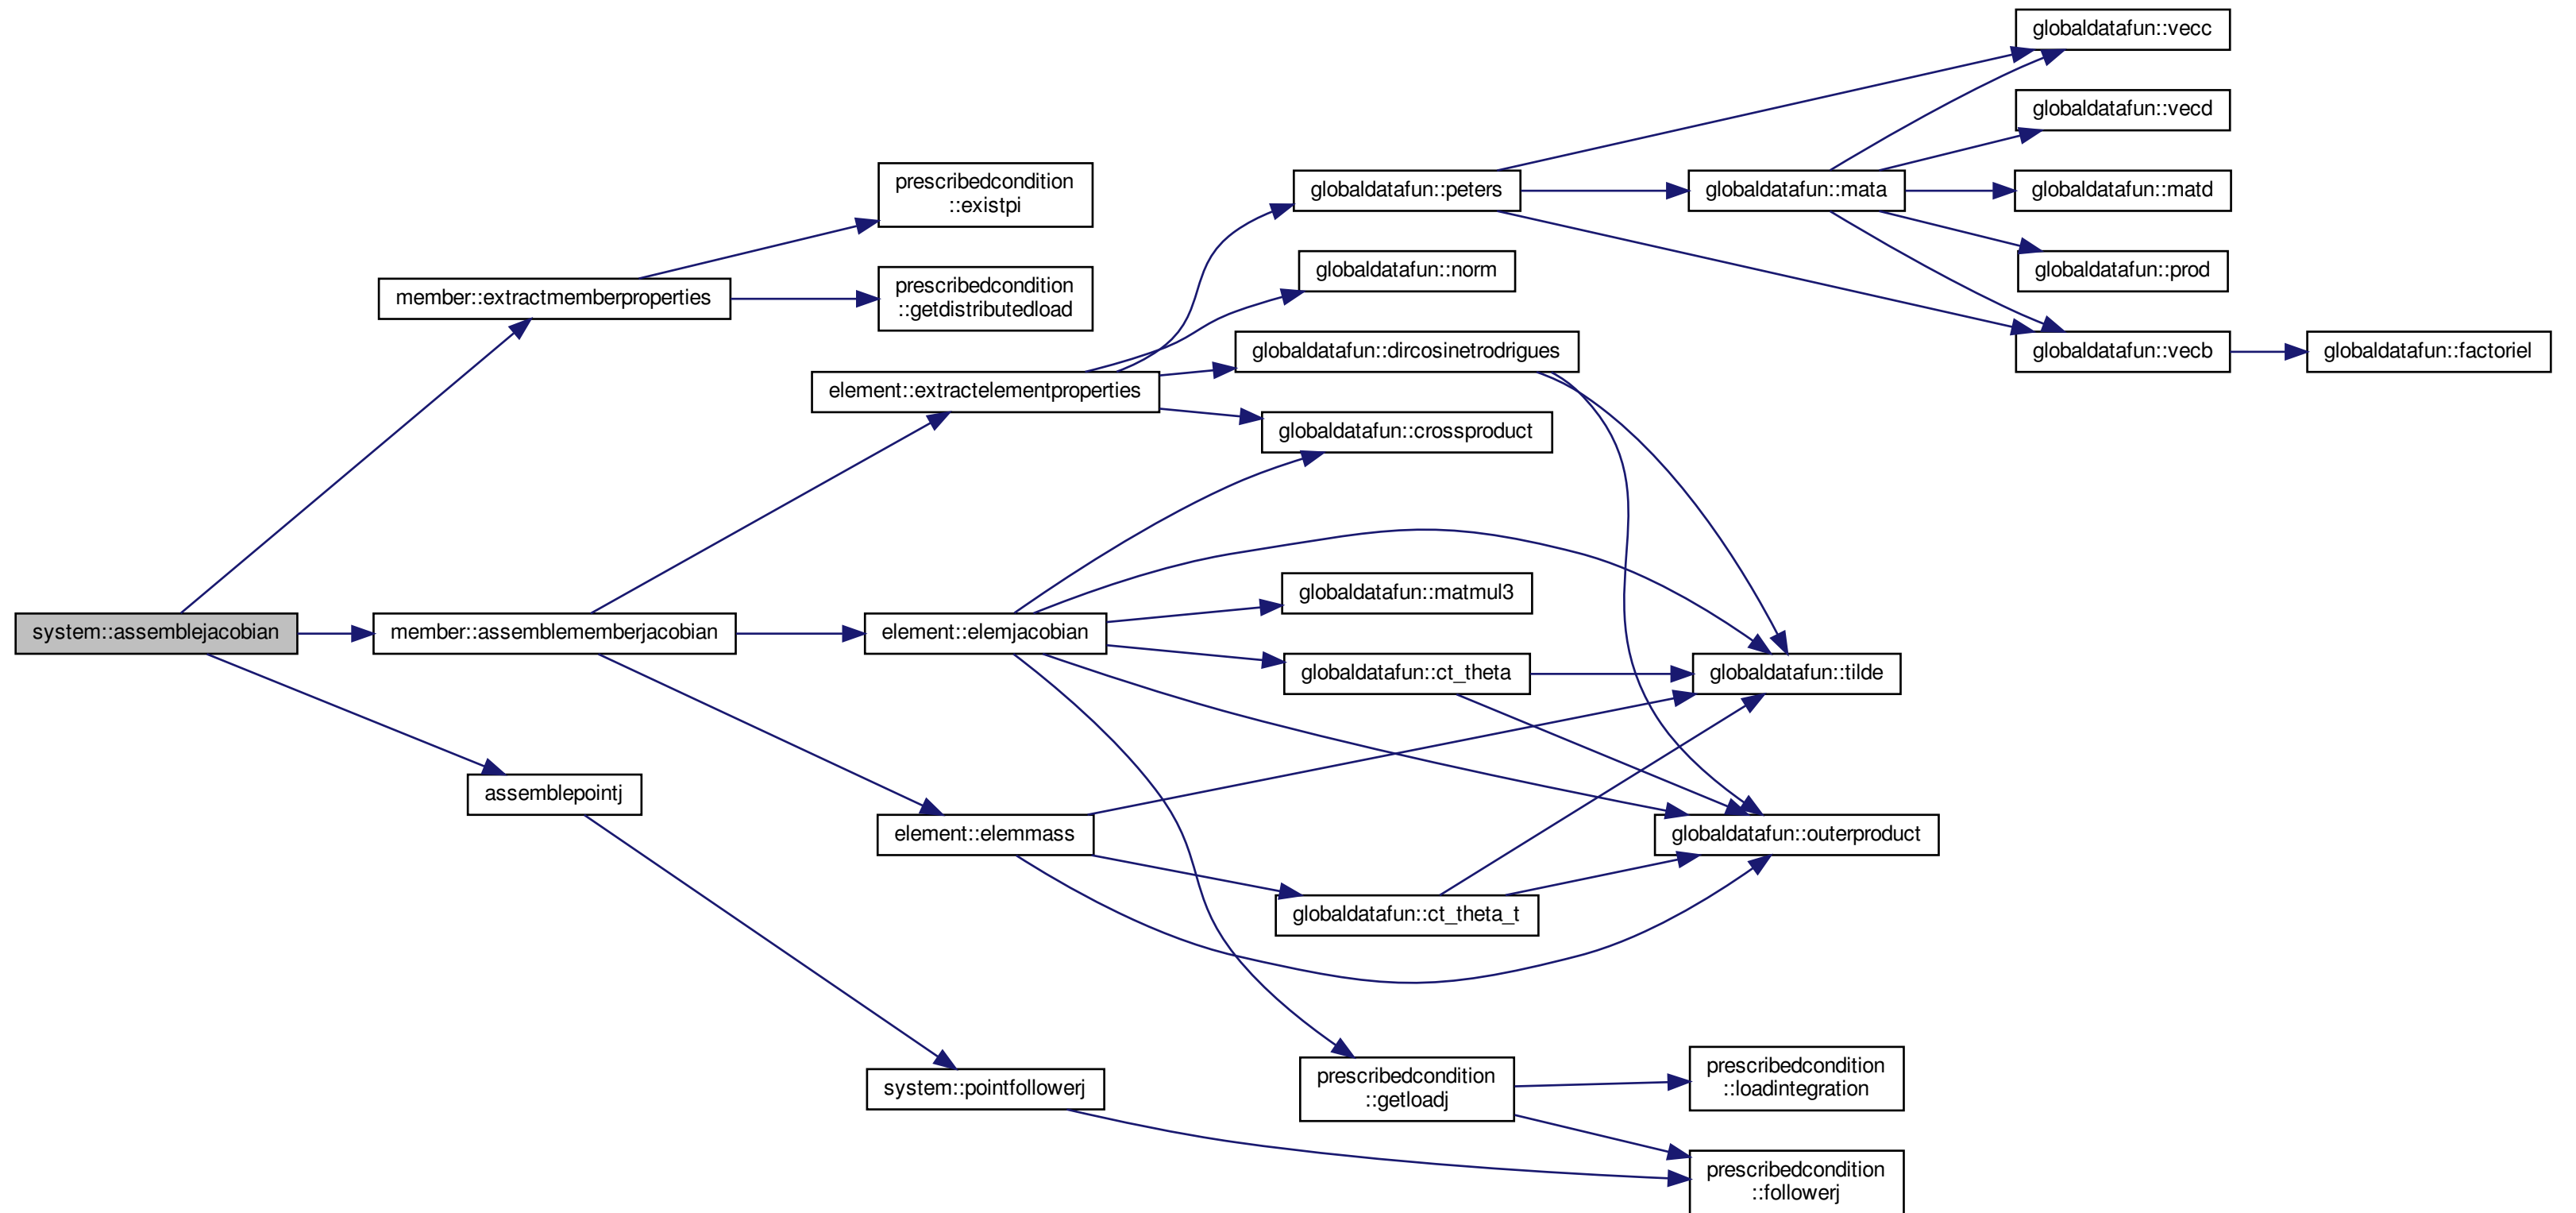 globaldatafun::vecc
globaldatafun::vecd
prescribedcondition
::existpi
globaldatafun::peters
globaldatafun::mata
globaldatafun::matd
globaldatafun::norm
globaldatafun::prod
member::extractmemberproperties
prescribedcondition
::getdistributedload
globaldatafun::dircosinetrodrigues
globaldatafun::vecb
globaldatafun::factoriel
element::extractelementproperties
globaldatafun::crossproduct
globaldatafun::matmul3
system::assemblejacobian
member::assemblememberjacobian
element::elemjacobian
globaldatafun::ct_theta
globaldatafun::tilde
assemblepointj
element::elemmass
globaldatafun::outerproduct
globaldatafun::ct_theta_t
system::pointfollowerj
prescribedcondition
::getloadj
prescribedcondition
::loadintegration
prescribedcondition
::followerj